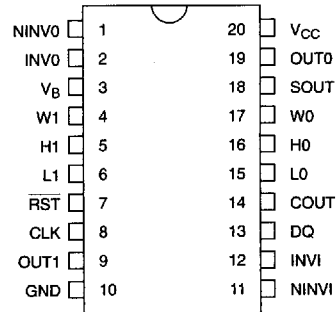 NINV0 1 20 VCC
INV0 2 19 OUT0
VB 3 18 SOUT
W1 4 17 W0
H1 5 16 H0
L1 6 15 L0
RST 7 14 COUT
CLK 8 13 DQ
OUT1 9 12 INVI
GND 10 11 NINVI